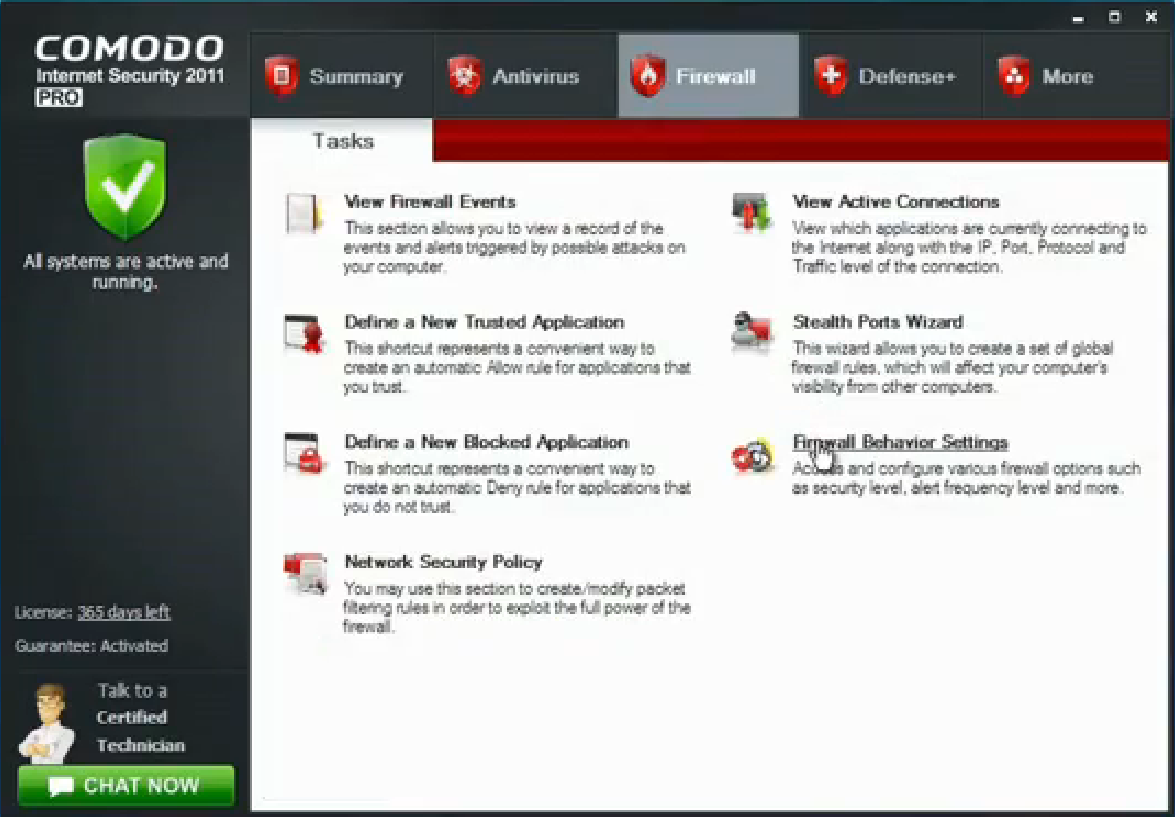 COMODO
Internet Security 2011
PRO
Summary
Antivirus
Firewall
Defense+
More
Tasks
All systems are active and
running.
View Firewall Events
This section allows you to view a record of the
events and alerts triggered by possible attacks on
your computer.
View Active Connections
View which applications are currently connecting to
the Internet along with the IP, Port, Protocol and
Traffic level of the connection.
Define a New Trusted Application
This shortcut represents a convenient way to
create an automatic Allow rule for applications that
you trust.
Stealth Ports Wizard
This wizard allows you to create a set of global
firewall rules, which will affect your computer's
visibility from other computers.
Define a New Blocked Application
This shortcut represents a convenient way to
create an automatic Deny rule for applications that
you do not trust.
Firewall Behavior Settings
Access and configure various firewall options such
as security level, alert frequency level and more.
Network Security Policy
You may use this section to create/modify packet
filtering rules in order to exploit the full power of the
firewall.
License: 365 days left
Guarantee: Activated
Talk to a
Certified
Technician
CHAT NOW